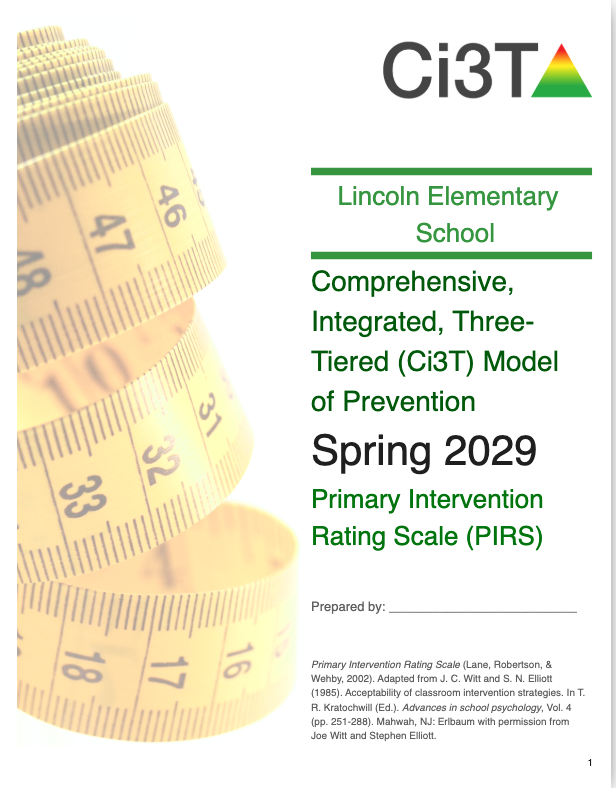 Ci3T
Lincoln Elementary
School
Comprehensive,
Integrated, Three-
Tiered (Ci3T) Model
of Prevention
Spring 2029
Primary Intervention
Rating Scale (PIRS)
Prepared by: ___________________________
Primary Intervention Rating Scale (Lane, Robertson, &
Wehby, 2002). Adapted from J. C. Witt and S. N. Elliott
(1985). Acceptability of classroom intervention strategies. In T.
R. Kratochwill (Ed.). Advances in school psychology, Vol. 4
(pp. 251-288). Mahwah, NJ: Erlbaum with permission from
Joe Witt and Stephen Elliott.
1
48 47 46
10
33 32 31
18 17 16